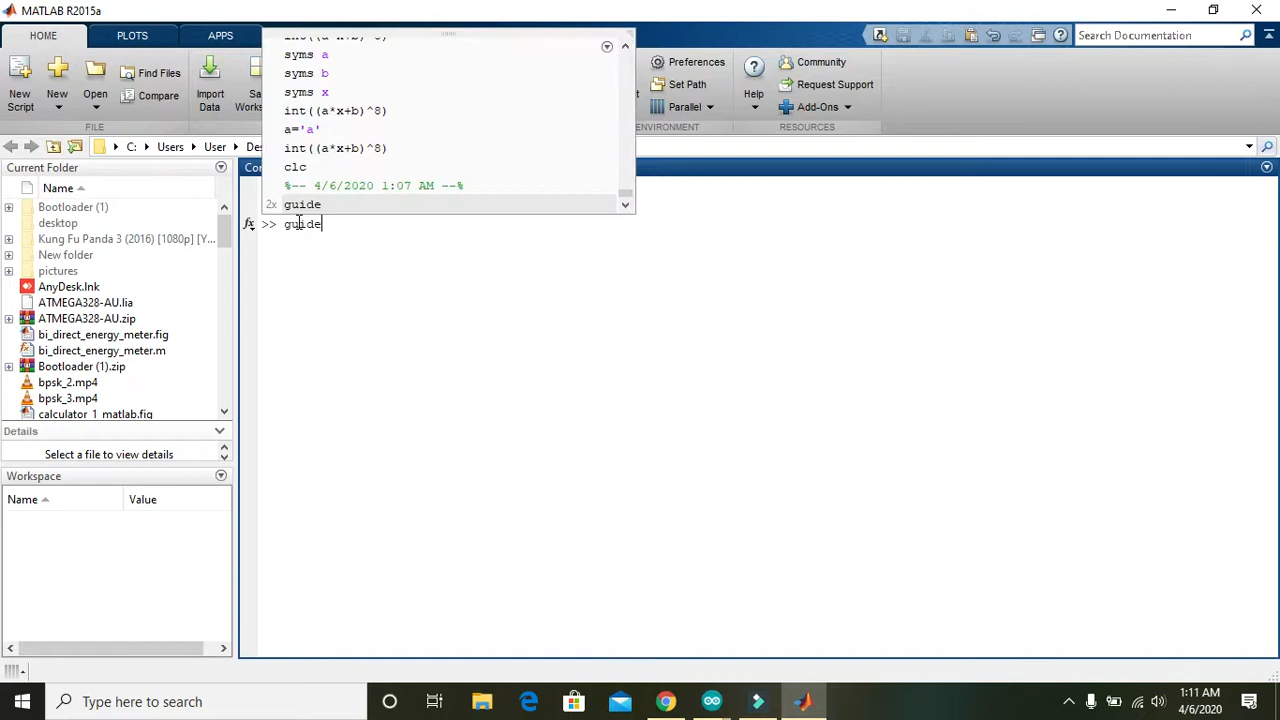 MATLAB R2015a
HOME
PLOTS
APPS
Search Documentation
New
Script
New
Open
Find Files
Compare
Import
Data
Save
Preferences
Set Path
Parallel
Help
Community
Request Support
Add-Ons
FILE
ENVIRONMENT
RESOURCES
C:
Users
User
Current Folder
Name
Bootloader (1)
desktop
Kung Fu Panda 3 (2016) [1080p] [Y...
New folder
pictures
AnyDesk.lnk
ATMEGA328-AU.lia
ATMEGA328-AU.zip
bi_direct_energy_meter.fig
bi_direct_energy_meter.m
Bootloader (1).zip
bpsk_2.mp4
bpsk_3.mp4
calculator_1_matlab.fig
Details
Select a file to view details
Workspace
Name
Value
syms a
syms b
syms x
int((a*x+b)^8)
a='a'
int((a*x+b)^8)
clc
%-- 4/6/2020 1:07 AM --%
2x guide
fx >> guide
Type here to search
1:11 AM
4/6/2020